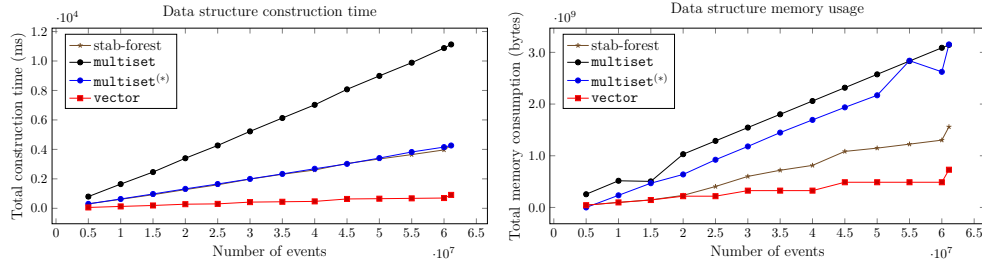 Data structure construction time
·10⁴
Total construction time (ms)
1.2
1.0
0.8
0.6
0.4
0.2
0.0
stab-forest
multiset
multiset(*)
vector
0 0.5 1 1.5 2 2.5 3 3.5 4 4.5 5 5.5 6 6.5
Number of events
·10⁷
Data structure memory usage
·10⁹
Total memory consumption (bytes)
3.0
2.0
1.0
0.0
stab-forest
multiset
multiset(*)
vector
0 0.5 1 1.5 2 2.5 3 3.5 4 4.5 5 5.5 6 6.5
Number of events
·10⁷